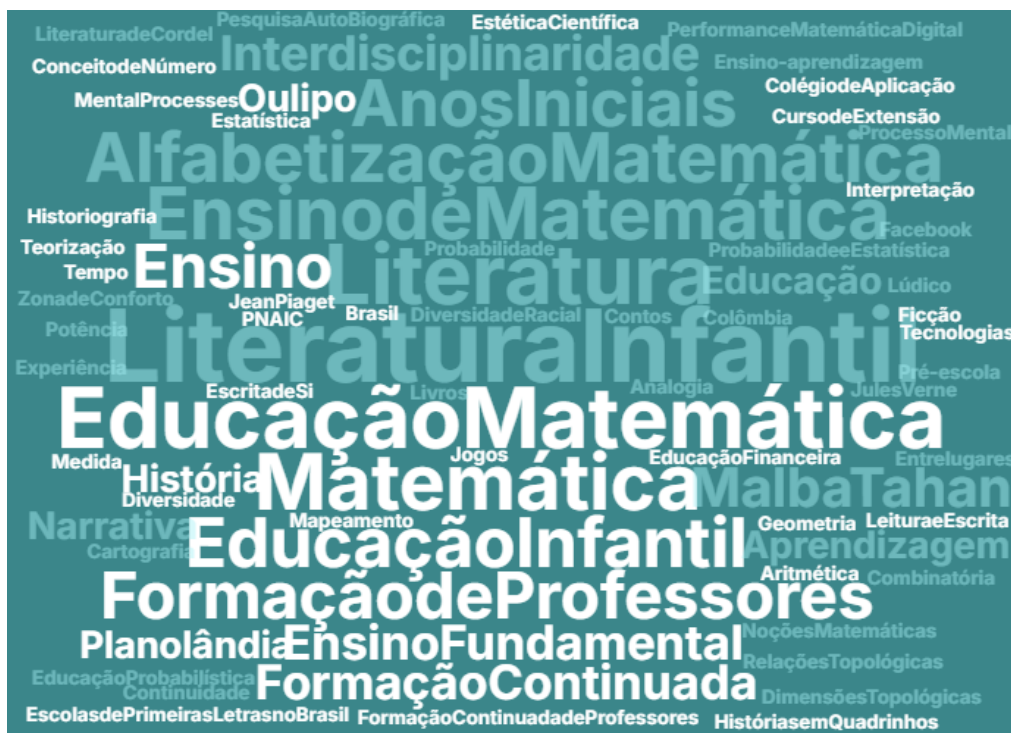 PesquisaAutoBiográfica EstéticaCientífica
LiteraturadeCordel PerformanceMatemáticaDigital
ConceitodeNúmero Interdisciplinaridade Ensino-aprendizagem
MentalProcesses Oulipo AnosIniciais ColégiodeAplicação
Estatística CursodeExtensão
AlfabetizaçãoMatemática ProcessoMental
Interpretação
Historiografia EnsinodeMatemática Facebook
Teorização Probabilidade ProbabilidadeeEstatística
Tempo Ensino Literatura Educação Lúdico
ZonadeConforto JeanPiaget
PNAIC Brasil DiversidadeRacial Contos Colômbia Ficção
Potência Tecnologias
LiteraturaInfantil
Experiência Pré-escola
EscritadeSi Livros Analogia JulesVerne
EducaçãoMatemática
Medida Jogos EducaçãoFinanceira Entrelugares
História Matemática MalbaTahan
Diversidade
Narrativa Mapeamento Geometria LeituraeEscrita
Cartografia EducaçãoInfantil Aprendizagem
Aritmética Combinatória
FormaçãodeProfessores
Planolândia EnsinoFundamental NoçõesMatemáticas
RelaçõesTopológicas
EducaçãoProbabilística
Continuidade FormaçãoContinuada DimensõesTopológicas
EscolasdePrimeirasLetrasnoBrasil FormaçãoContinuadadeProfessores HistóriasemQuadrinhos